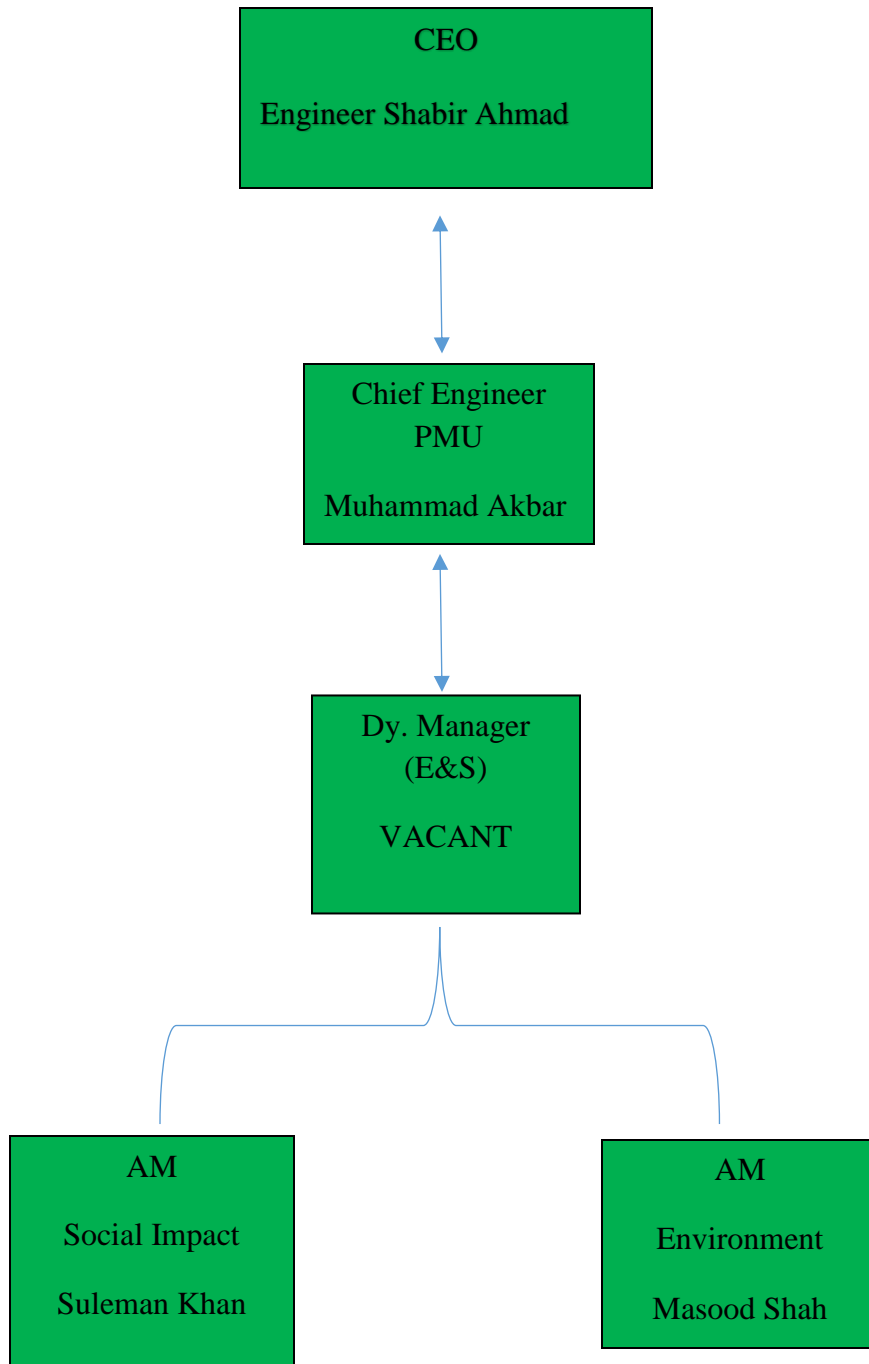 CEO
Engineer Shabir Ahmad
Chief Engineer
PMU
Muhammad Akbar
Dy. Manager
(E&S)
VACANT
AM
Social Impact
Suleman Khan
AM
Environment
Masood Shah